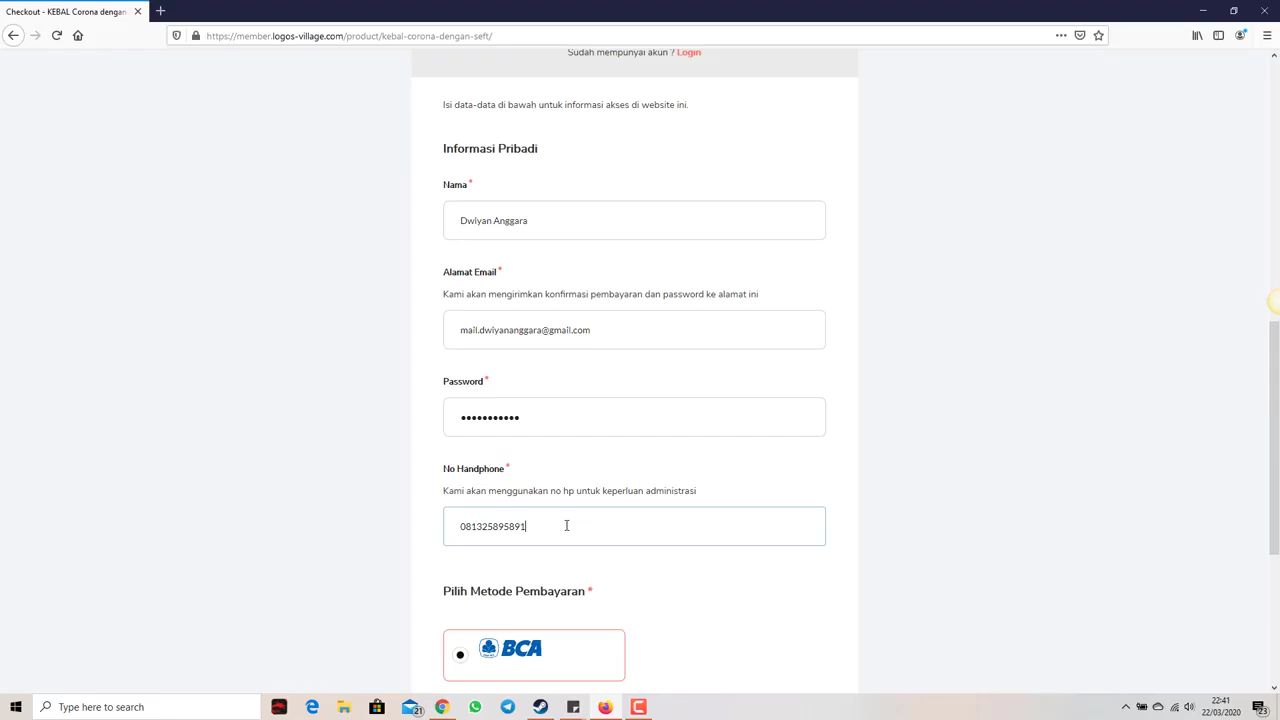 Checkout - KEBAL Corona dengan
https://member.logos-village.com/product/kebal-corona-dengan-seft/
Sudah mempunyai akun ? Login
Isi data-data di bawah untuk informasi akses di website ini.
Informasi Pribadi
Nama *
Dwiyan Anggara
Alamat Email *
Kami akan mengirimkan konfirmasi pembayaran dan password ke alamat ini
mail.dwiyananggara@gmail.com
Password *
•••••••••••
No Handphone *
Kami akan menggunakan no hp untuk keperluan administrasi
081325895891
Pilih Metode Pembayaran *
BCA
Type here to search
21
22:41
22/03/2020
23